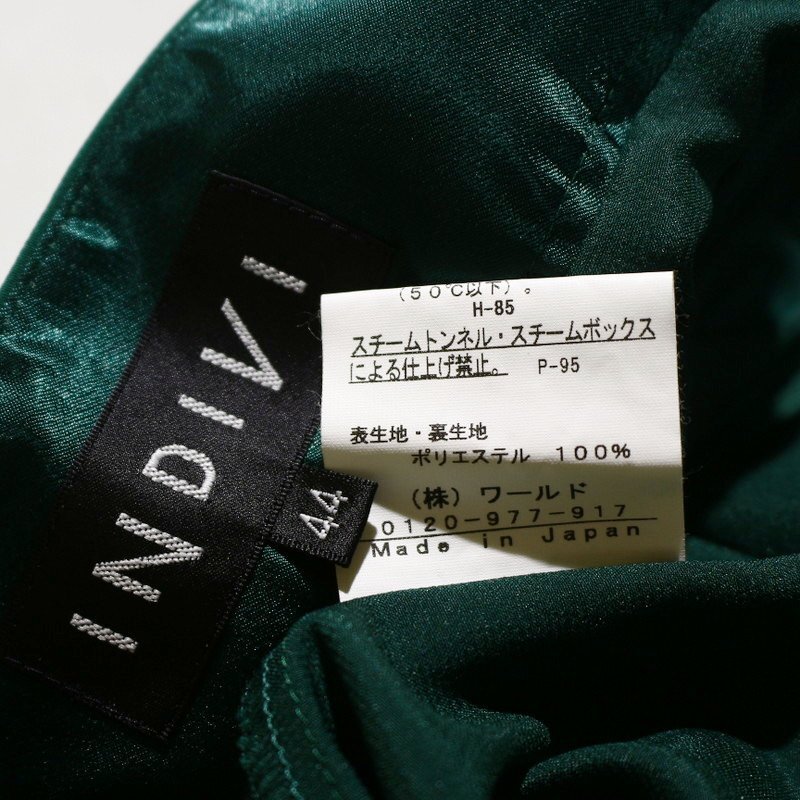 INDIVI
44
(50℃以下)。
H-85
スチームトンネル・スチームボックス
による仕上げ禁止。 P-95
表生地・裏生地
ポリエステル 100%
(株)ワールド
0120-977-917
Made in Japan